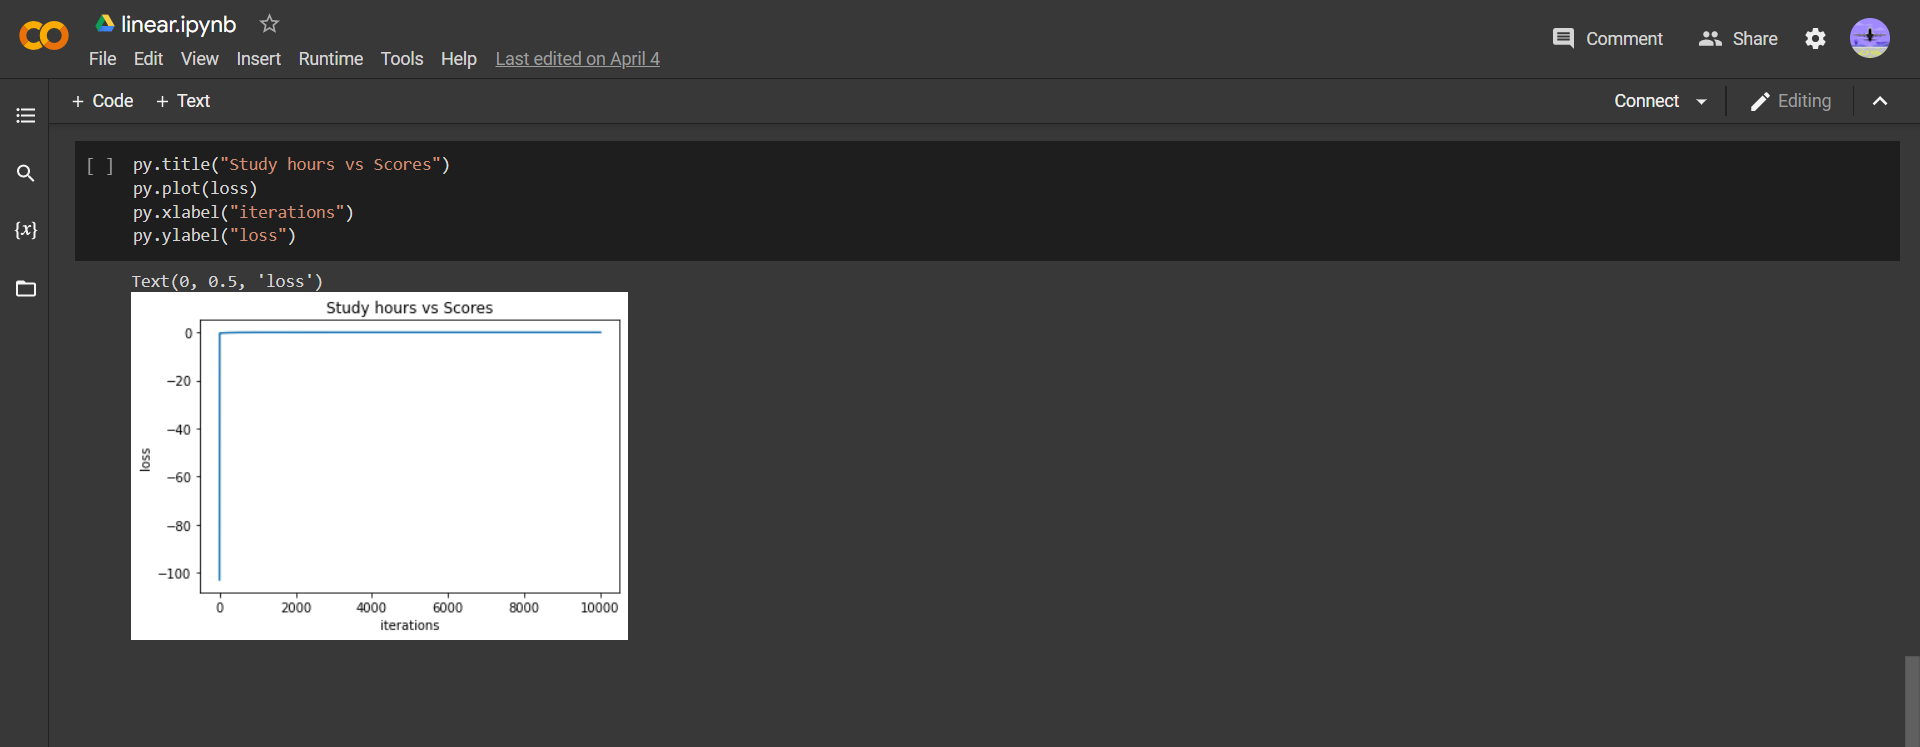 linear.ipynb
File Edit View Insert Runtime Tools Help Last edited on April 4
Comment Share
+ Code + Text
Connect Editing
{x}
[ ] py.title("Study hours vs Scores")
py.plot(loss)
py.xlabel("iterations")
py.ylabel("loss")
Text(0, 0.5, 'loss')
Study hours vs Scores
0
−20
−40
−60
−80
−100
loss
0 2000 4000 6000 8000 10000
iterations